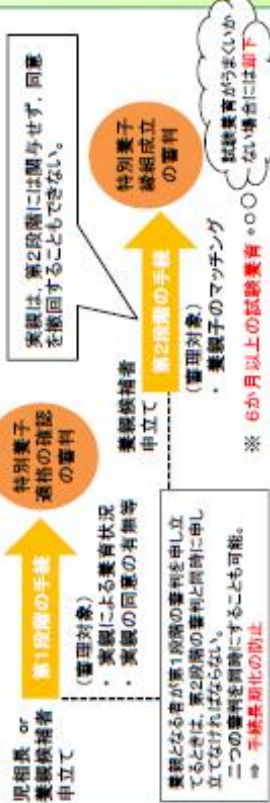 児相長 or
養親候補者
申立て
第1段階の手続
特別養子
適格の確認
の審判
(審理対象)
・ 実親による養育状況
・ 実親の同意の有無等
養親となる者が第1段階の審判を申し立
てるときは、第2段階の審判と同時に申し
立てなければならない。
二つの審判を同時にすることも可能。
⇒ 手続長期化の防止
実親は、第2段階には関与せず、同意
を撤回することもできない。
養親候補者
申立て
第2段階の手続
特別養子
縁組成立
の審判
(審理対象)
・ 養親子のマッチング
※ 6か月以上の試験養育
試験養育がうまくいか
ない場合には却下